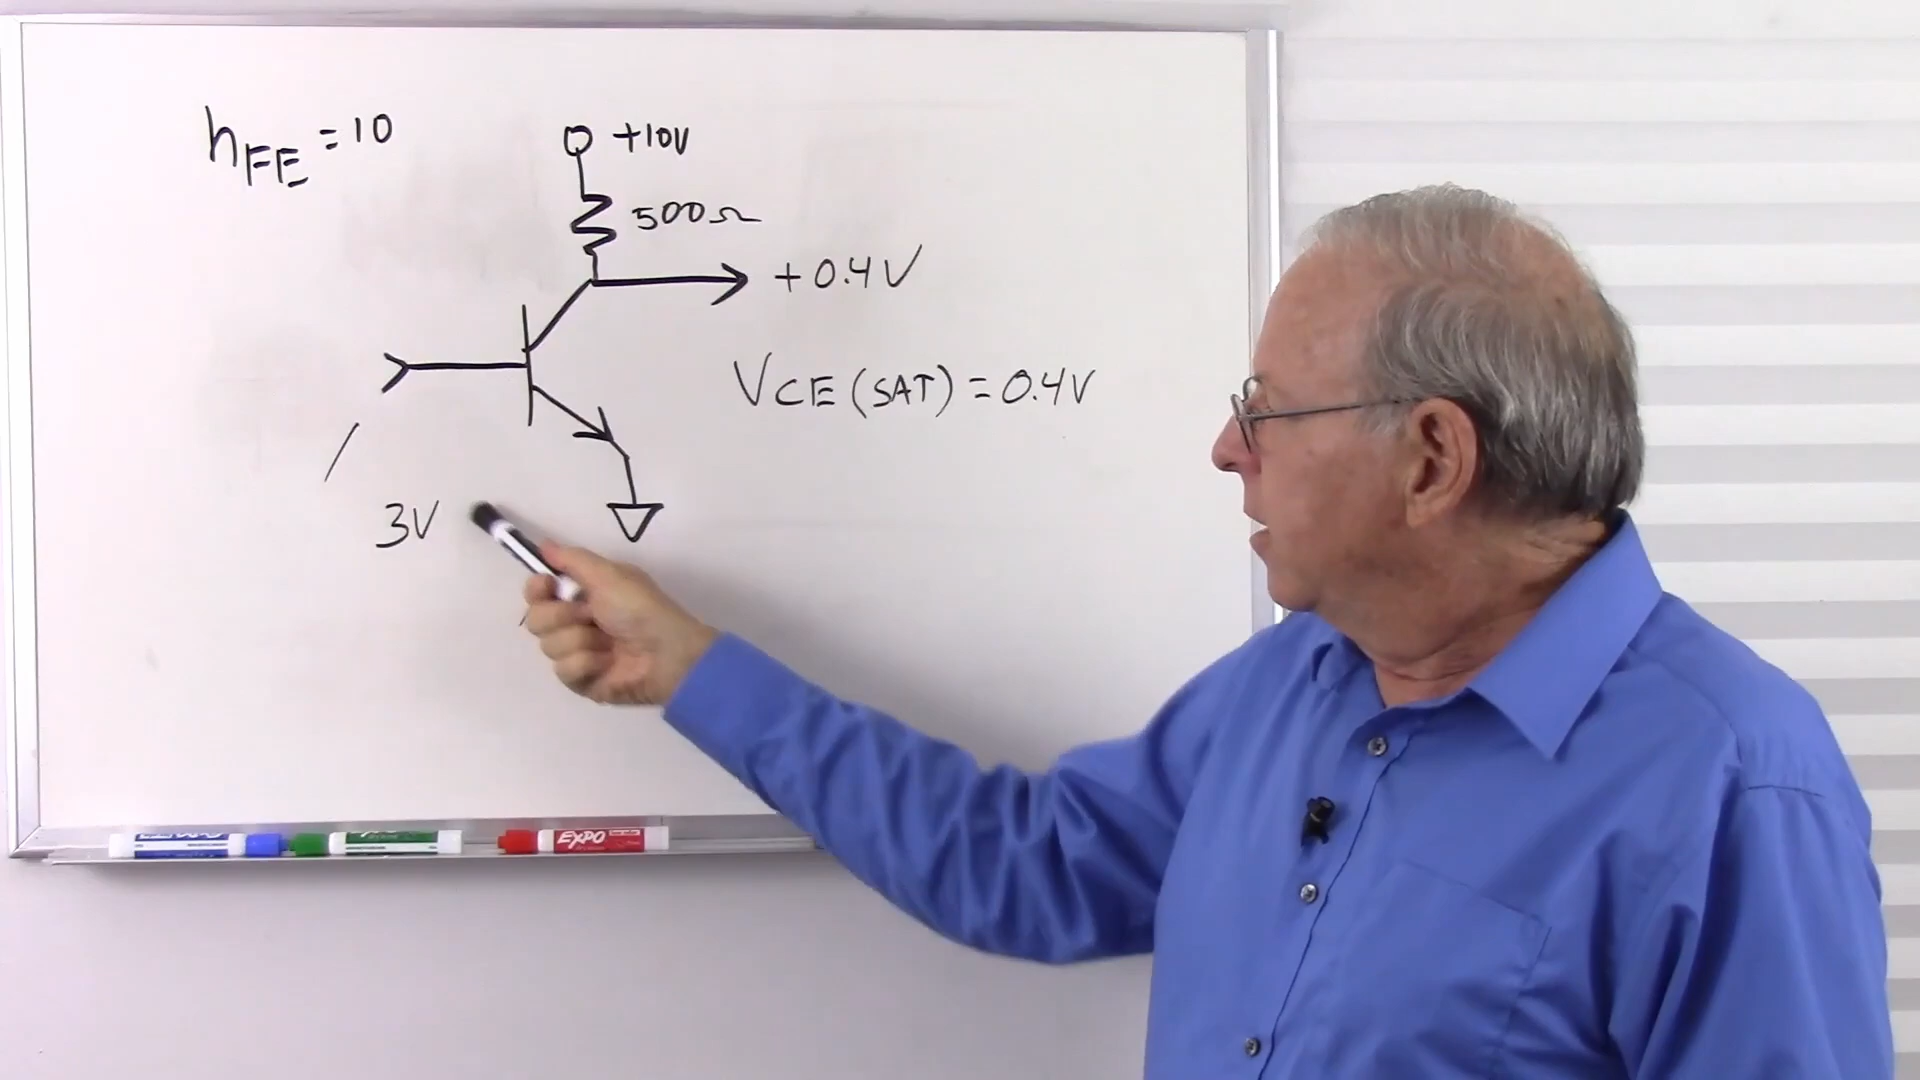 hFE = 10
+10V
500Ω
+0.4V
VCE (SAT) = 0.4V
3V
EXPO